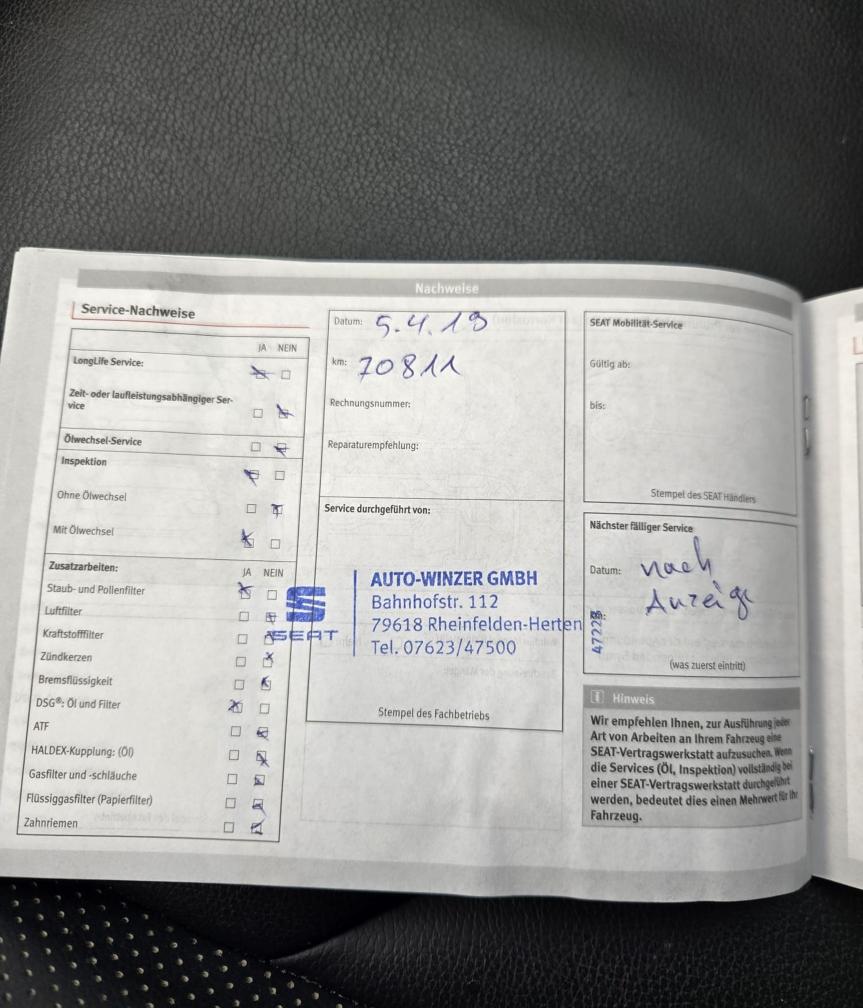 Nachweise
Service-Nachweise
JA NEIN
LongLife Service:
Zeit- oder laufleistungsabhängiger Ser-
vice
Ölwechsel-Service
Inspektion
Ohne Ölwechsel
Mit Ölwechsel
Zusatzarbeiten:
JA NEIN
Staub- und Pollenfilter
Luftfilter
Kraftstofffilter
Zündkerzen
Bremsflüssigkeit
DSG®: Öl und Filter
ATF
HALDEX-Kupplung: (Öl)
Gasfilter und -schläuche
Flüssiggasfilter (Papierfilter)
Zahnriemen
Datum: 5.4.19
km: 70811
Rechnungsnummer:
Reparaturempfehlung:
Service durchgeführt von:
SEAT
AUTO-WINZER GMBH
Bahnhofstr. 112
79618 Rheinfelden-Herten
Tel. 07623/47500
Stempel des Fachbetriebs
SEAT Mobilität-Service
Gültig ab:
bis:
Stempel des SEAT Händlers
Nächster fälliger Service
Datum: nach
Anzeige
km:
(was zuerst eintritt)
i Hinweis
Wir empfehlen Ihnen, zur Ausführung jeder
Art von Arbeiten an Ihrem Fahrzeug eine
SEAT-Vertragswerkstatt aufzusuchen. Wenn
die Services (Öl, Inspektion) vollständig bei
einer SEAT-Vertragswerkstatt durchgeführt
werden, bedeutet dies einen Mehrwert für Ihr
Fahrzeug.